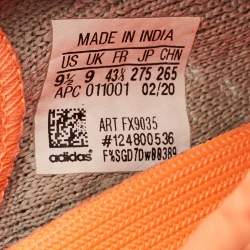 MADE IN INDIA
US UK FR JP CHN
9½ 9 43⅓ 275 265
APC 011001 02/20
ART FX9035
#124800536
adidas F%SGD7DwB0389